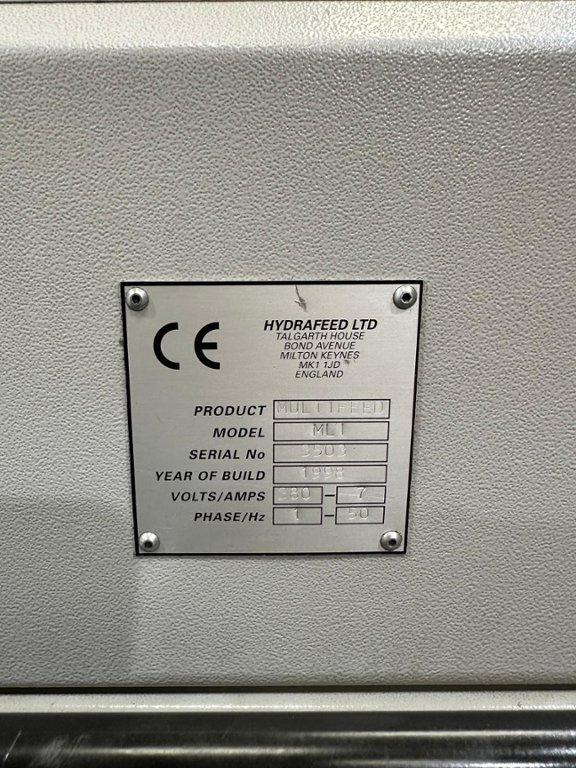 CE
HYDRAFEED LTD
TALGARTH HOUSE
BOND AVENUE
MILTON KEYNES
MK1 1JD
ENGLAND
PRODUCT MULTIFEED
MODEL ML1
SERIAL No 3503
YEAR OF BUILD 1998
VOLTS/AMPS 380 - 7
PHASE/Hz 1 - 50